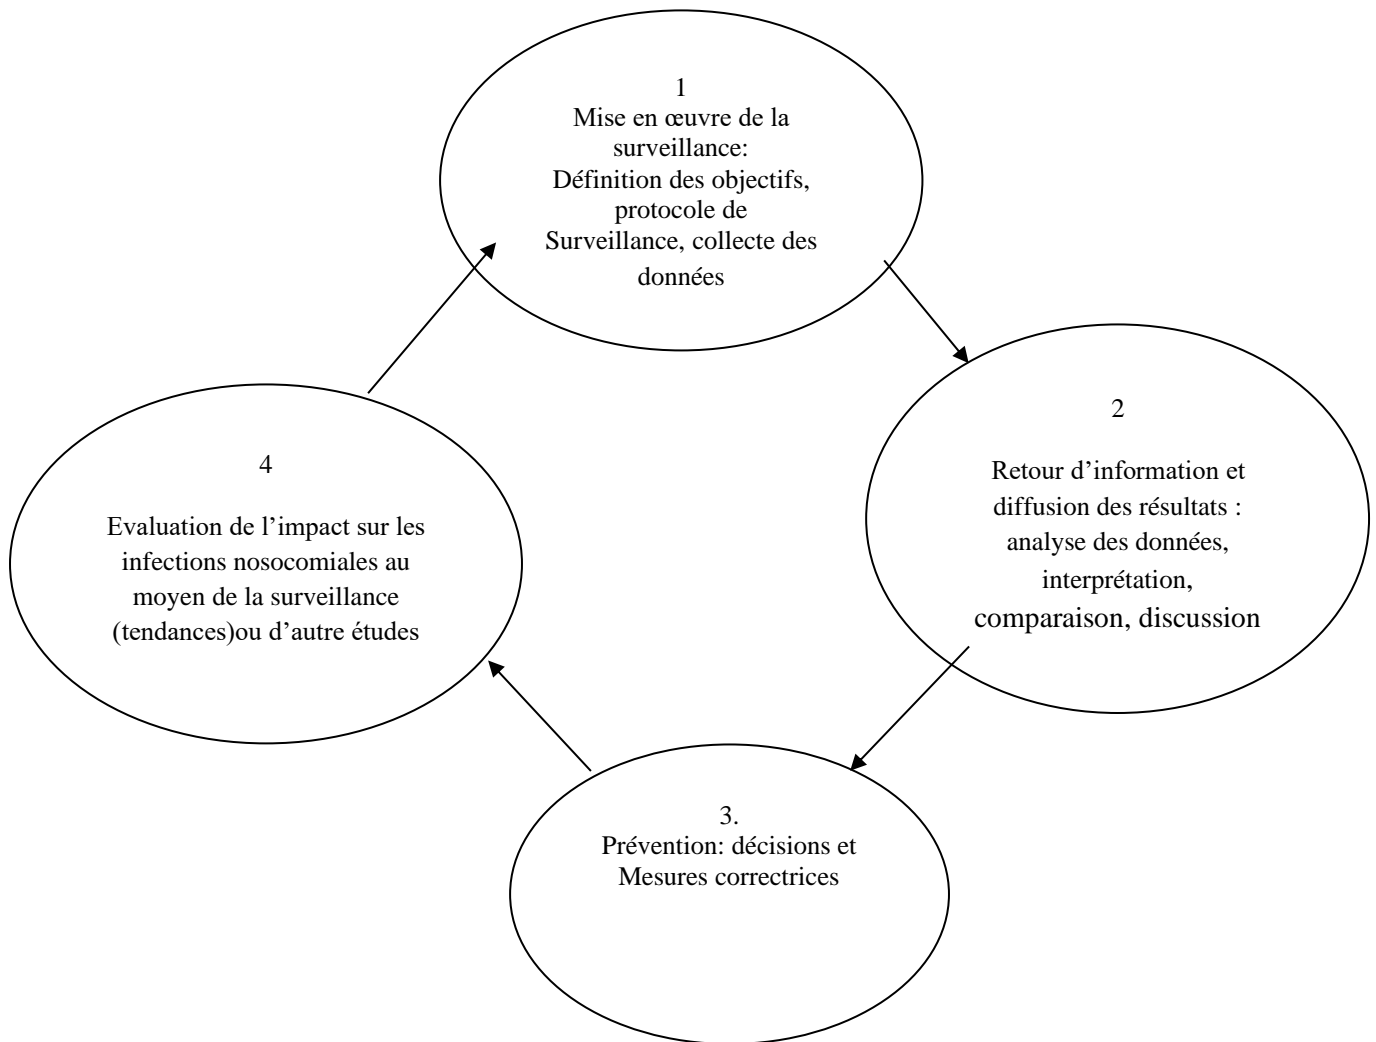 1
Mise en œuvre de la
surveillance:
Définition des objectifs,
protocole de
Surveillance, collecte des
données
2
Retour d’information et
diffusion des résultats :
analyse des données,
interprétation,
comparaison, discussion
3.
Prévention: décisions et
Mesures correctrices
4
Evaluation de l’impact sur les
infections nosocomiales au
moyen de la surveillance
(tendances)ou d’autre études